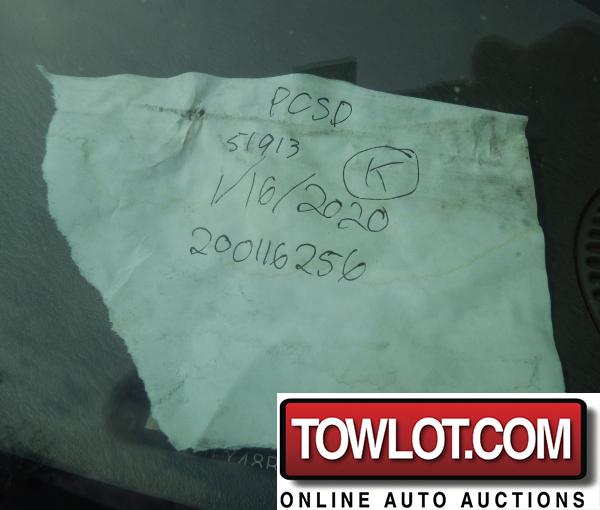 PCSD
51913
K
1/16/2020
200116256
TOWLOT.COM
ONLINE AUTO AUCTIONS